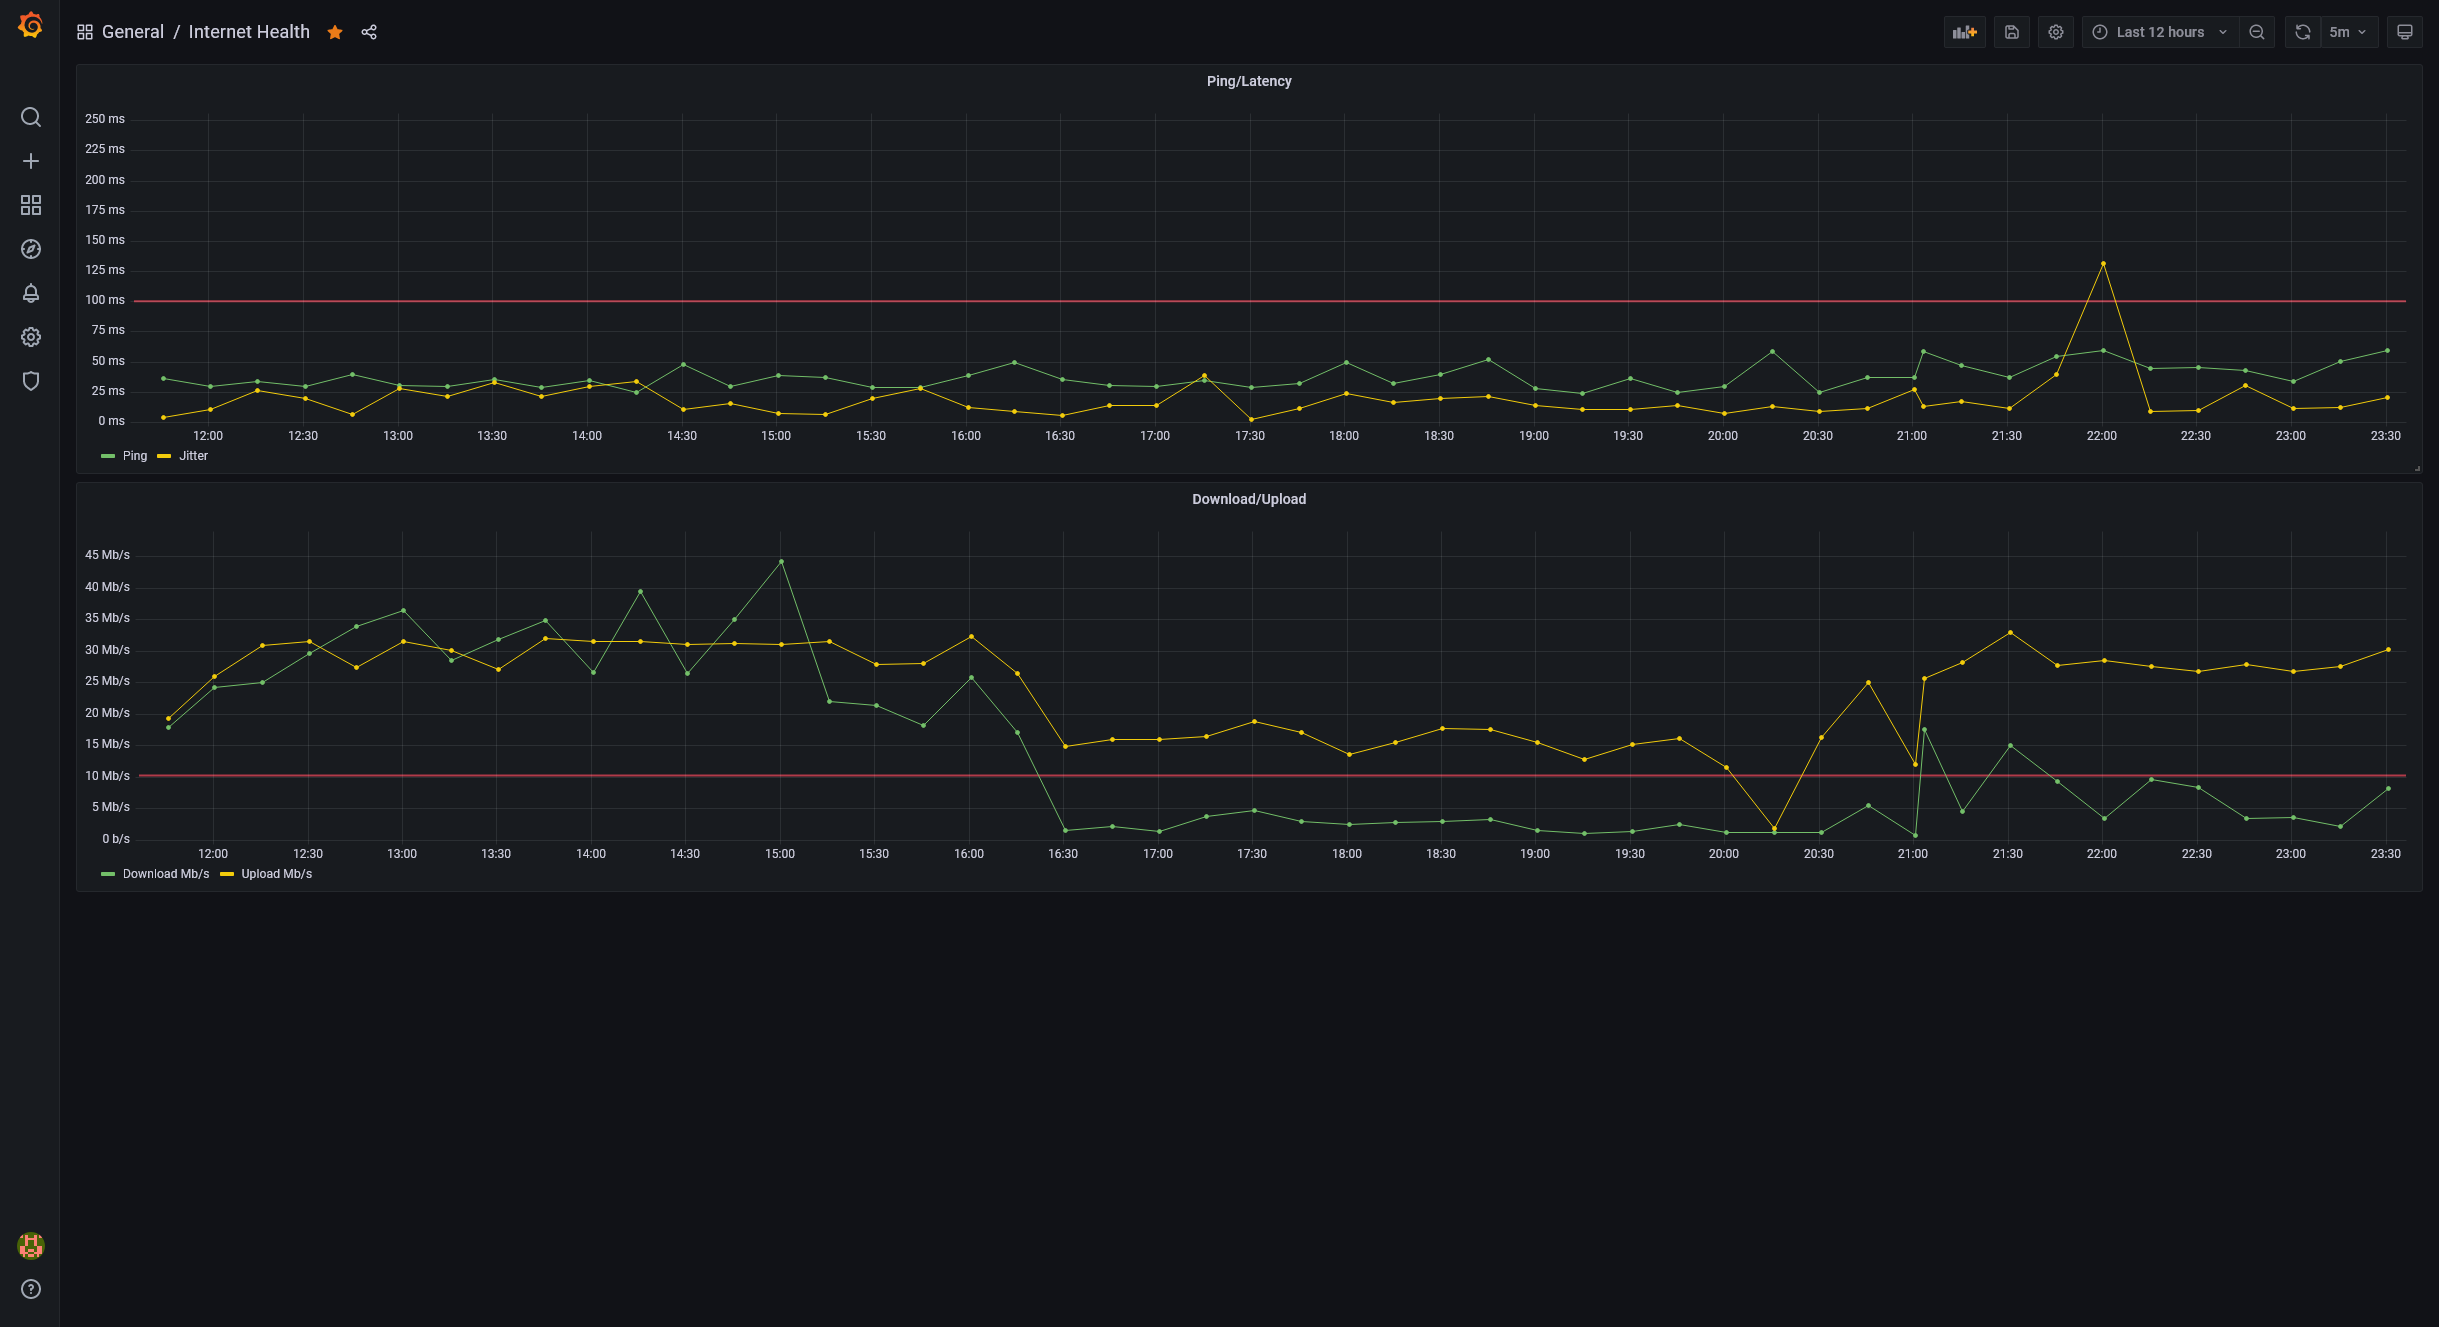 General / Internet Health
Last 12 hours
5m
Ping/Latency
250 ms
225 ms
200 ms
175 ms
150 ms
125 ms
100 ms
75 ms
50 ms
25 ms
0 ms
12:00 12:30 13:00 13:30 14:00 14:30 15:00 15:30 16:00 16:30 17:00 17:30 18:00 18:30 19:00 19:30 20:00 20:30 21:00 21:30 22:00 22:30 23:00 23:30
Ping Jitter
Download/Upload
45 Mb/s
40 Mb/s
35 Mb/s
30 Mb/s
25 Mb/s
20 Mb/s
15 Mb/s
10 Mb/s
5 Mb/s
0 b/s
12:00 12:30 13:00 13:30 14:00 14:30 15:00 15:30 16:00 16:30 17:00 17:30 18:00 18:30 19:00 19:30 20:00 20:30 21:00 21:30 22:00 22:30 23:00 23:30
Download Mb/s Upload Mb/s